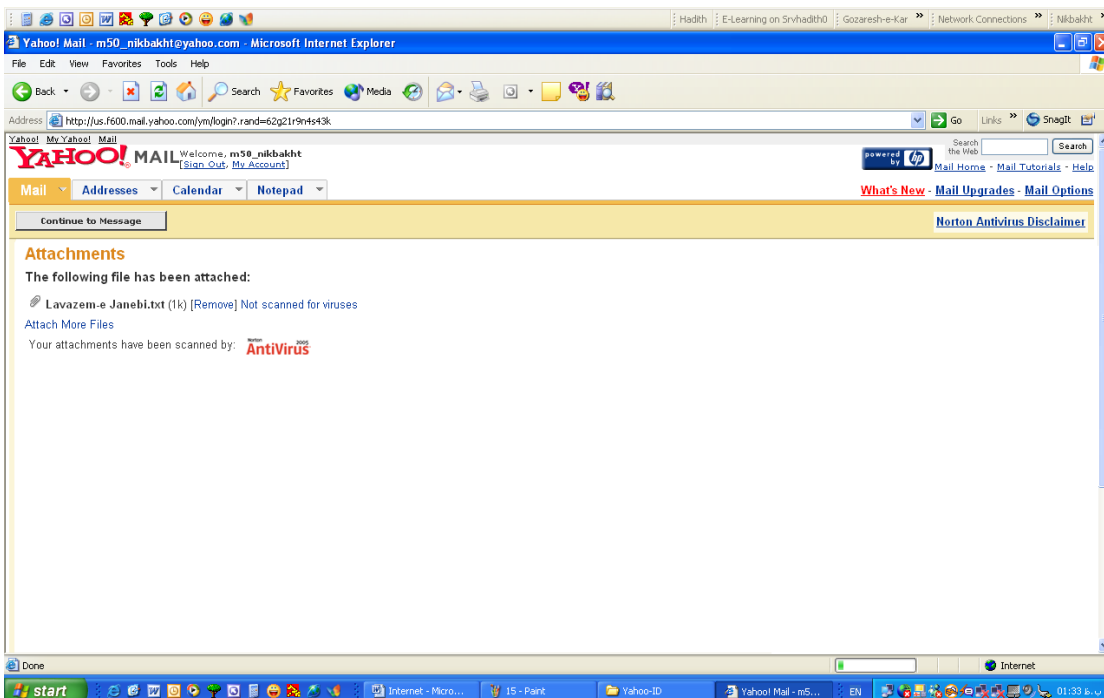 Hadith E-Learning on Srvhadith0 Gozaresh-e-Kar » Network Connections » Nikbakht
Yahoo! Mail - m50_nikbakht@yahoo.com - Microsoft Internet Explorer
File Edit View Favorites Tools Help
Back Search Favorites Media
Address http://us.f600.mail.yahoo.com/ym/login?.rand=62g21r9n4s43k Go Links » SnagIt
Yahoo! My Yahoo! Mail
YAHOO! MAIL Welcome, m50_nikbakht
[Sign Out, My Account]
powered by hp
Search the Web Search
Mail Home - Mail Tutorials - Help
Mail Addresses Calendar Notepad What's New - Mail Upgrades - Mail Options
Continue to Message Norton Antivirus Disclaimer
Attachments
The following file has been attached:
Lavazem-e Janebi.txt (1k) [Remove] Not scanned for viruses
Attach More Files
Your attachments have been scanned by: Norton AntiVirus 2005
Done Internet
start Internet - Micro... 15 - Paint Yahoo-ID Yahoo! Mail - m5... EN 01:33